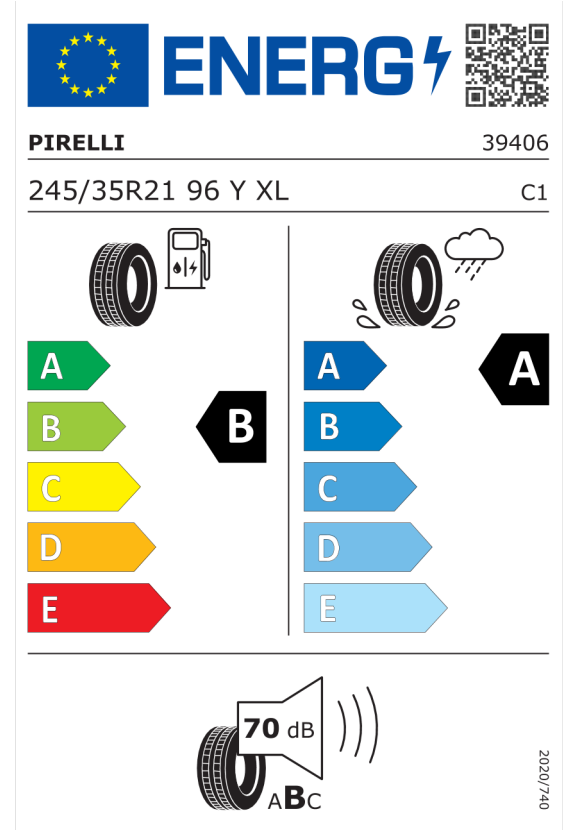 ENERG
PIRELLI 39406
245/35R21 96 Y XL C1
A
B
C
D
E
B
A
B
C
D
E
A
70 dB
ABC
2020/740